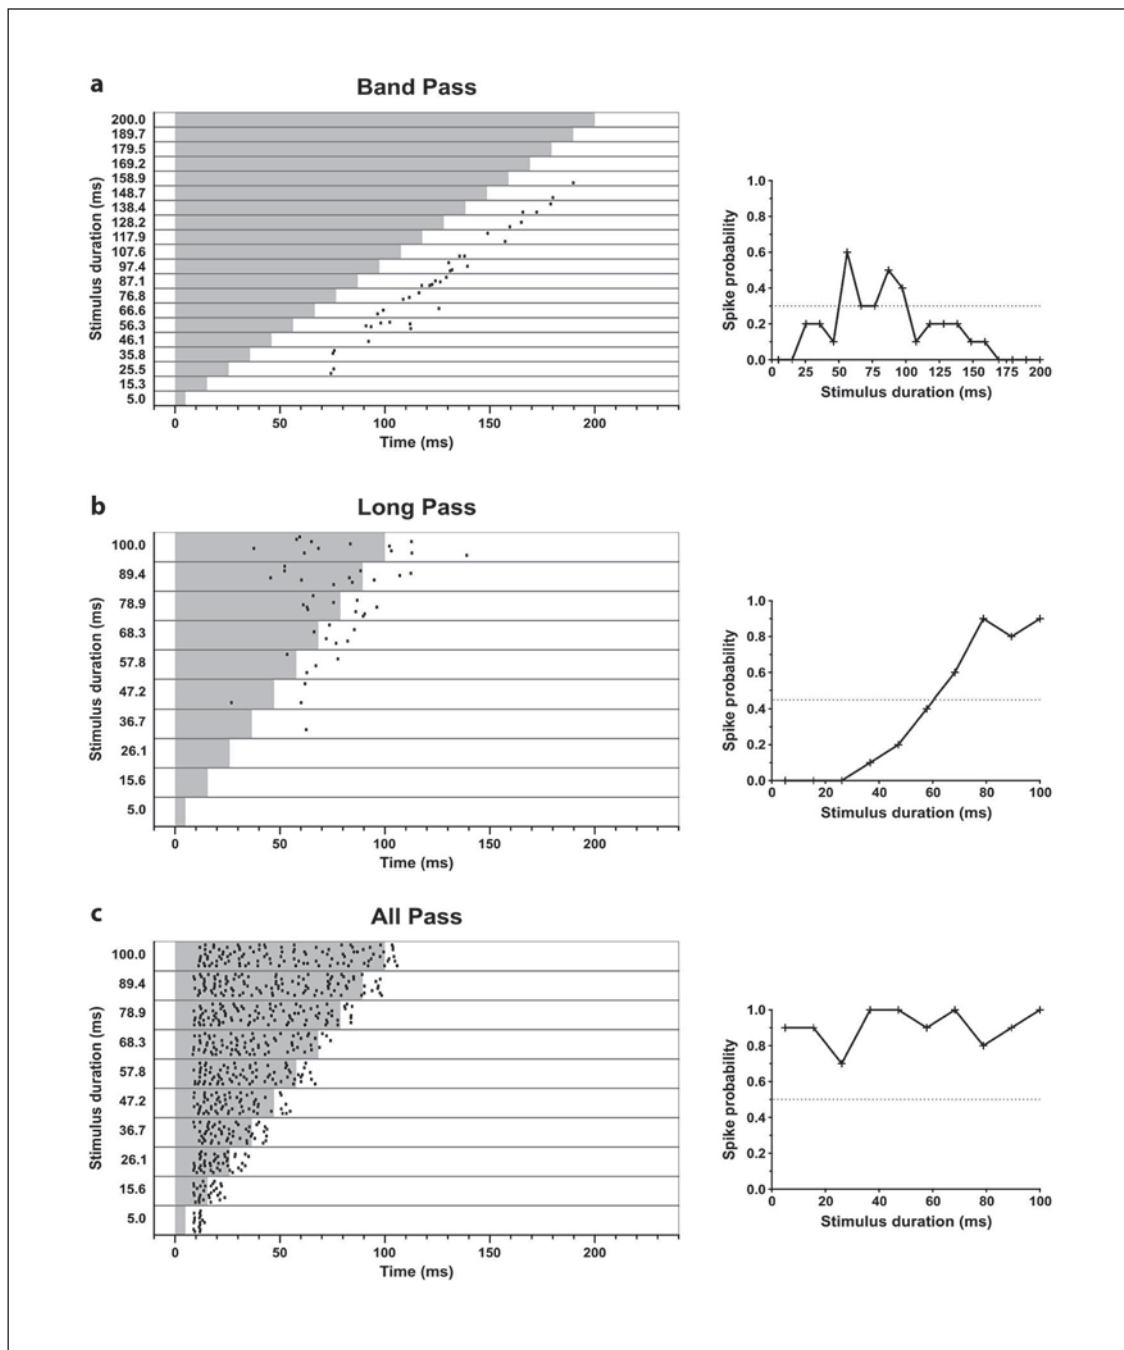 a
Band Pass
Stimulus duration (ms)
200.0
189.7
179.5
169.2
158.9
148.7
138.4
128.2
117.9
107.6
97.4
87.1
76.8
66.6
56.3
46.1
35.8
25.5
15.3
5.0
0 50 100 150 200
Time (ms)
Spike probability
1.0
0.8
0.6
0.4
0.2
0.0
0 25 50 75 100 125 150 175 200
Stimulus duration (ms)
b
Long Pass
Stimulus duration (ms)
100.0
89.4
78.9
68.3
57.8
47.2
36.7
26.1
15.6
5.0
0 50 100 150 200
Time (ms)
Spike probability
1.0
0.8
0.6
0.4
0.2
0.0
0 20 40 60 80 100
Stimulus duration (ms)
c
All Pass
Stimulus duration (ms)
100.0
89.4
78.9
68.3
57.8
47.2
36.7
26.1
15.6
5.0
0 50 100 150 200
Time (ms)
Spike probability
1.0
0.8
0.6
0.4
0.2
0.0
0 20 40 60 80 100
Stimulus duration (ms)